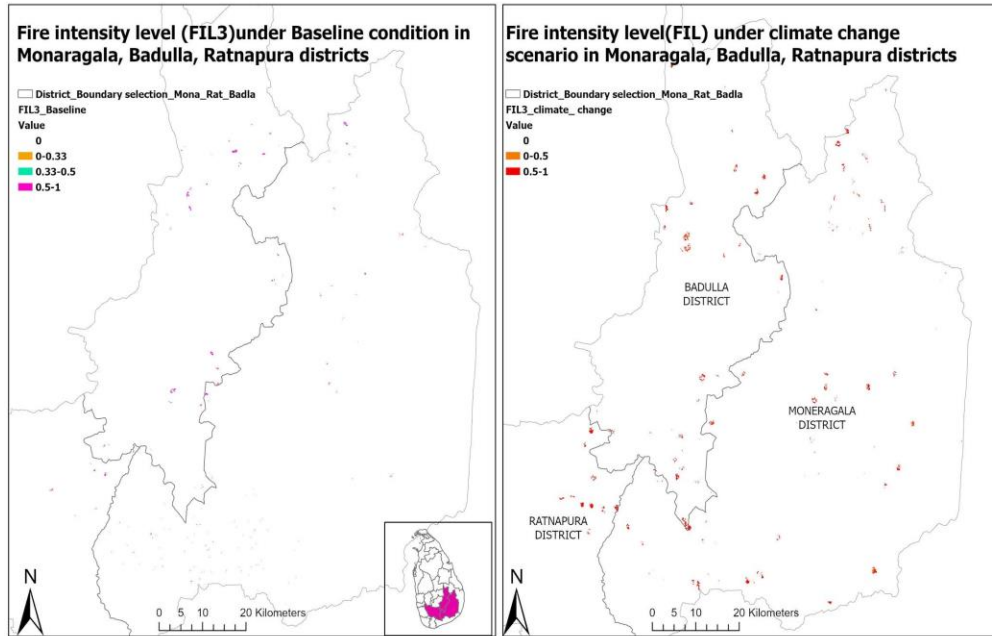 Fire intensity level (FIL3)under Baseline condition in
Monaragala, Badulla, Ratnapura districts
District_Boundary selection_Mona_Rat_Badla
FIL3_Baseline
Value
0
0-0.33
0.33-0.5
0.5-1
N
0 5 10 20 Kilometers
Fire intensity level(FIL) under climate change
scenario in Monaragala, Badulla, Ratnapura districts
District_Boundary selection_Mona_Rat_Badla
FIL3_climate_ change
Value
0
0-0.5
0.5-1
BADULLA
DISTRICT
MONERAGALA
DISTRICT
RATNAPURA
DISTRICT
N
0 5 10 20 Kilometers